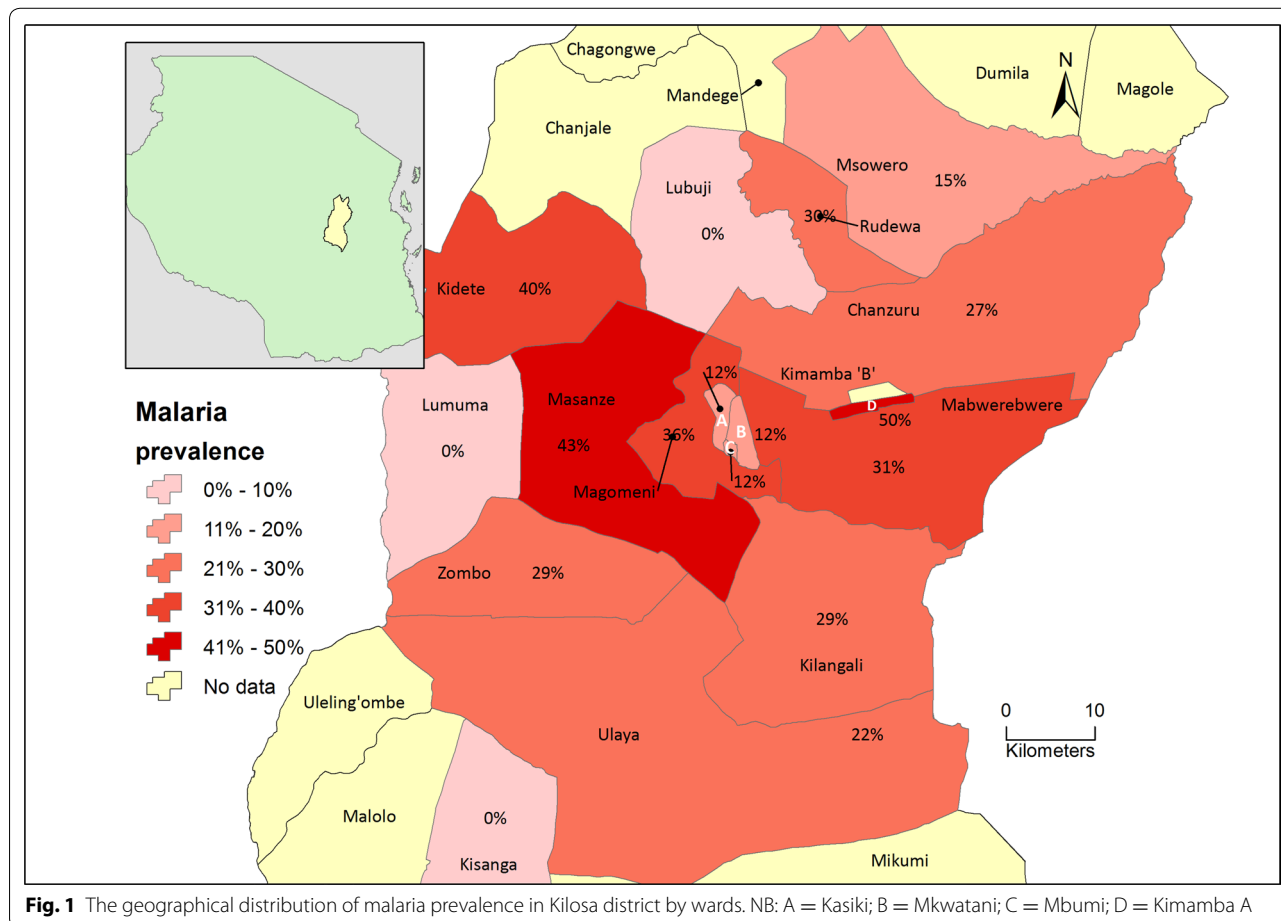 Chagongwe
N
Dumila
Mandege
Magole
Chanjale
Msowero
15%
Lubuji
30%
Rudewa
0%
Kidete 40%
Chanzuru 27%
12%
Kimamba 'B'
Malaria
prevalence
0% - 10%
11% - 20%
21% - 30%
31% - 40%
41% - 50%
No data
Lumuma
0%
Masanze
43%
A
B
C
D
Mabwerebwere
50%
36%
12%
31%
Magomeni
12%
Zombo 29%
29%
Kilangali
Uleling'ombe
Ulaya
22%
0 10
Kilometers
Malolo
0%
Kisanga
Mikumi
Fig. 1 The geographical distribution of malaria prevalence in Kilosa district by wards. NB: A = Kasiki; B = Mkwatani; C = Mbumi; D = Kimamba A